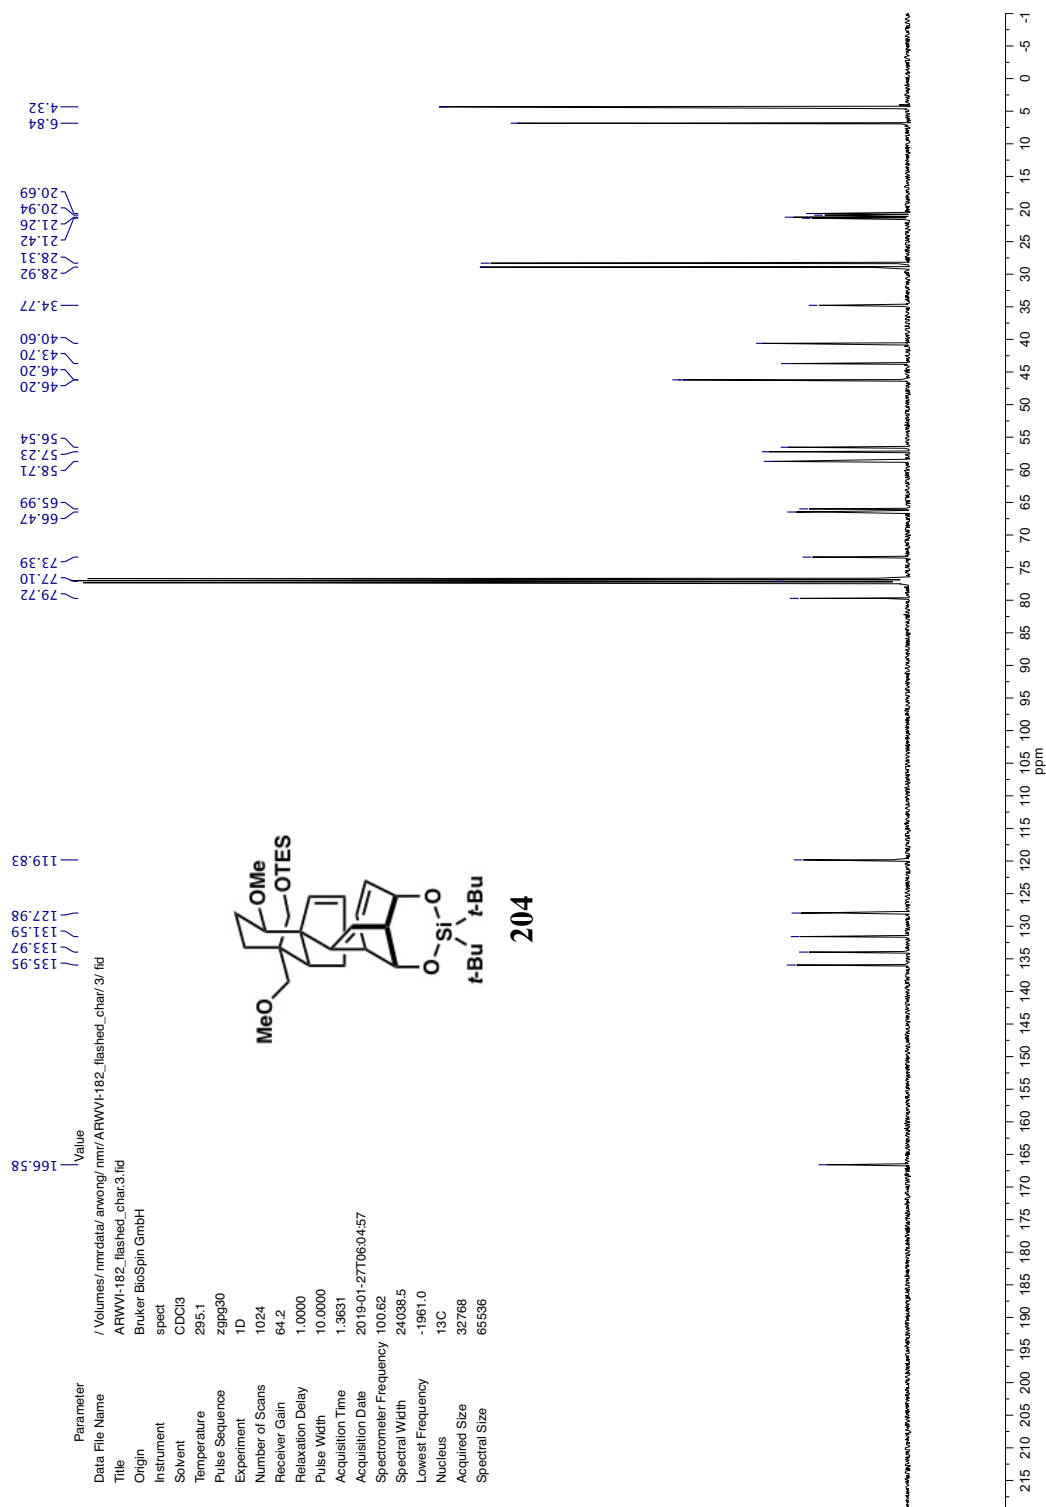 Parameter Value
Data File Name / Volumes/ nmrdata/ arwong/ nmr/ ARWVI-182_flashed_char/ 3/ fid
Title ARWVI-182_flashed_char.3.fid
Origin Bruker BioSpin GmbH
Instrument spect
Solvent CDCl3
Temperature 295.1
Pulse Sequence zgpg30
Experiment 1D
Number of Scans 1024
Receiver Gain 64.2
Relaxation Delay 1.0000
Pulse Width 10.0000
Acquisition Time 1.3631
Acquisition Date 2019-01-27T06:04:57
Spectrometer Frequency 100.62
Spectral Width 24038.5
Lowest Frequency -1961.0
Nucleus 13C
Acquired Size 32768
Spectral Size 65536
166.58
135.95
133.97
131.59
127.98
119.83
79.72
77.10
73.39
66.47
65.99
58.71
57.23
56.54
46.20
46.20
43.70
40.60
34.77
28.92
28.31
21.42
21.26
20.94
20.69
6.84
4.32
MeO
OMe
OTES
O
Si
O
t-Bu
t-Bu
204
215 210 205 200 195 190 185 180 175 170 165 160 155 150 145 140 135 130 125 120 115 110 105 100 95 90 85 80 75 70 65 60 55 50 45 40 35 30 25 20 15 10 5 0 -5 -1
ppm